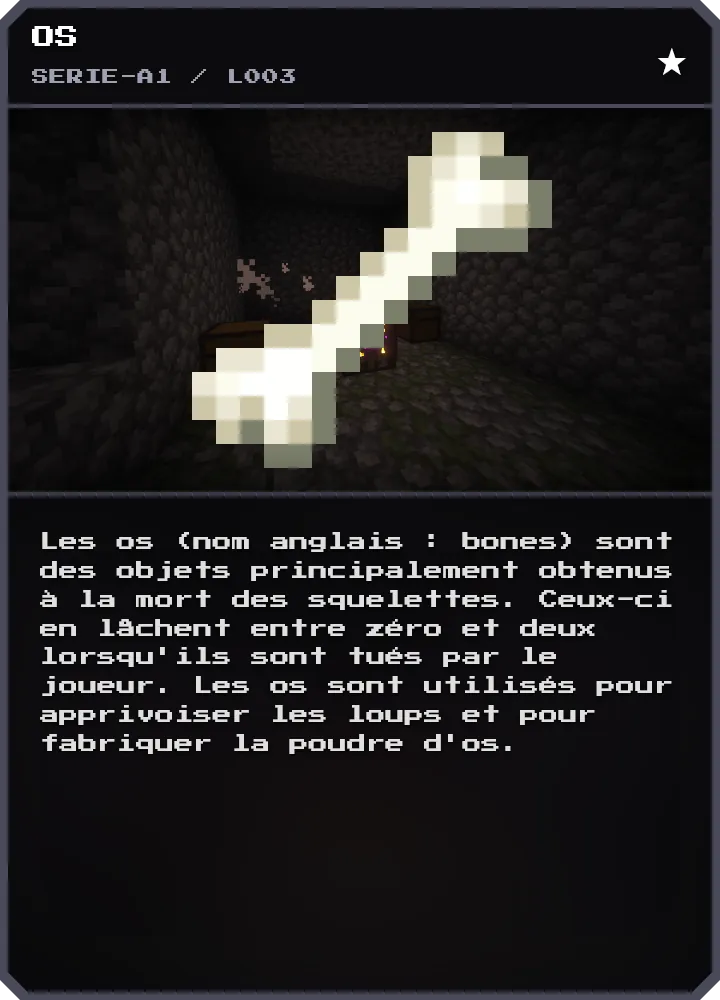 OS
SERIE-A1 / L003
Les os (nom anglais : bones) sont
des objets principalement obtenus
à la mort des squelettes. Ceux-ci
en lâchent entre zéro et deux
lorsqu'ils sont tués par le
joueur. Les os sont utilisés pour
apprivoiser les loups et pour
fabriquer la poudre d'os.